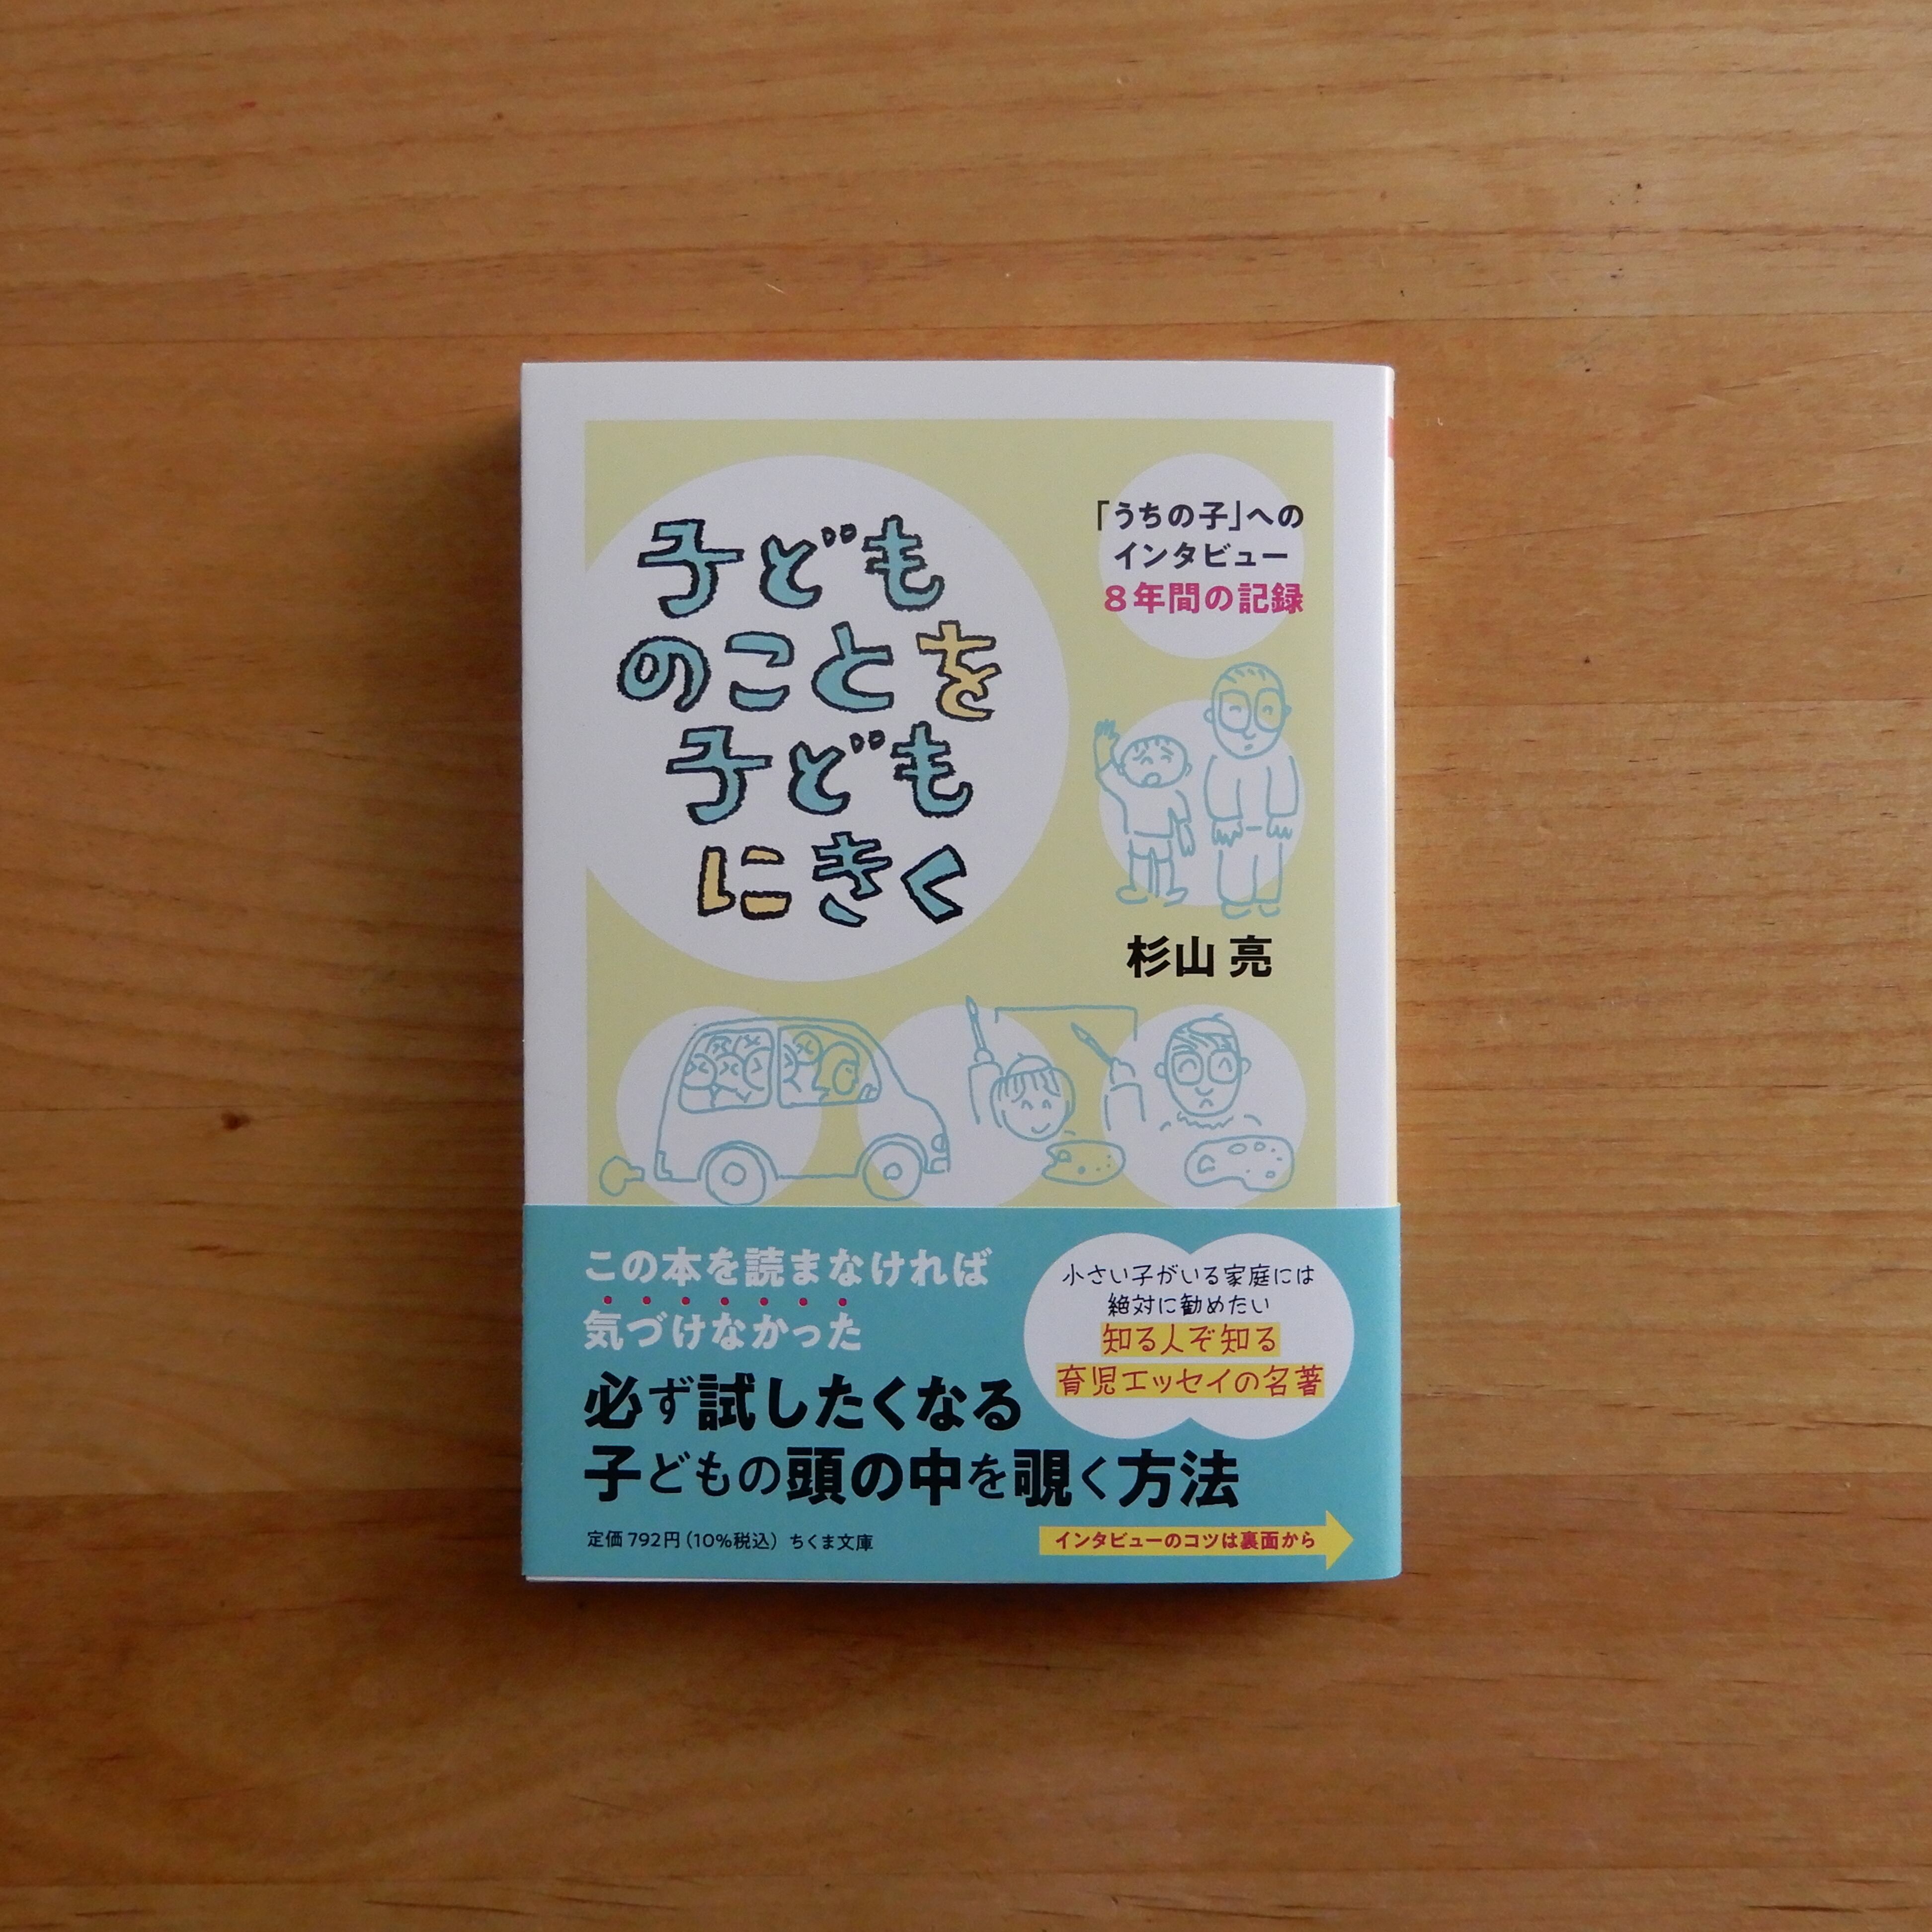 子ども
のことを
子ども
にきく
「うちの子」への
インタビュー
8年間の記録
杉山 亮
この本を読まなければ
気づけなかった
必ず試したくなる
子どもの頭の中を覗く方法
小さい子がいる家庭には
絶対に勧めたい
知る人ぞ知る
育児エッセイの名著
定価 792円(10%税込) ちくま文庫
インタビューのコツは裏面から